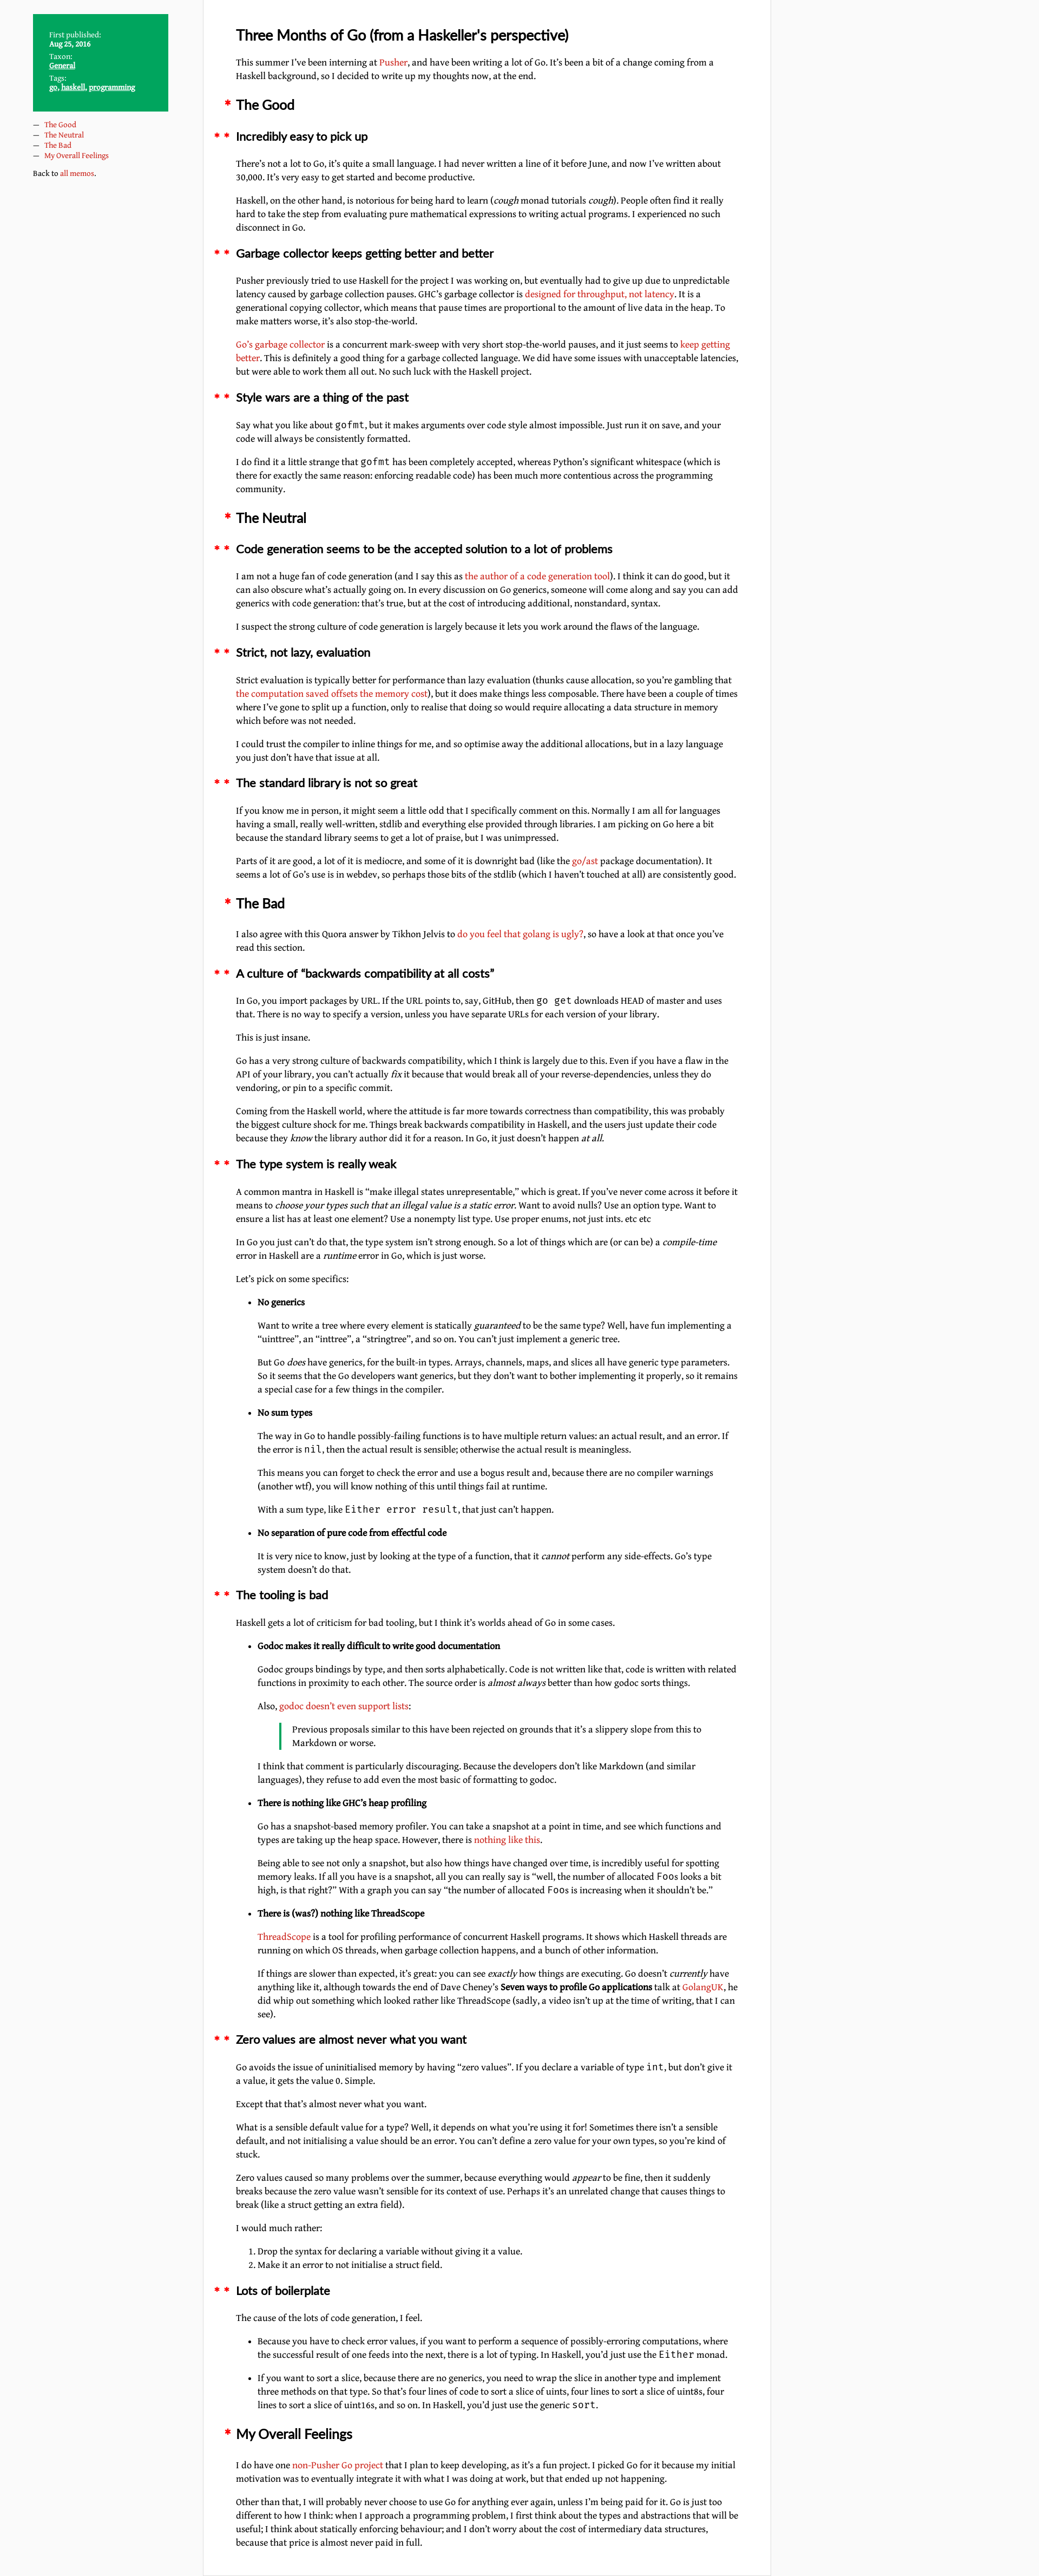 First published:
Aug 25, 2016
Taxon:
General
Tags:
go, haskell, programming
— The Good
— The Neutral
— The Bad
— My Overall Feelings
Back to all memos.
Three Months of Go (from a Haskeller's perspective)
This summer I've been interning at Pusher, and have been writing a lot of Go. It's been a bit of a change coming from a
Haskell background, so I decided to write up my thoughts now, at the end.
* The Good
* * Incredibly easy to pick up
There's not a lot to Go, it's quite a small language. I had never written a line of it before June, and now I've written about
30,000. It's very easy to get started and become productive.
Haskell, on the other hand, is notorious for being hard to learn (cough monad tutorials cough). People often find it really
hard to take the step from evaluating pure mathematical expressions to writing actual programs. I experienced no such
disconnect in Go.
* * Garbage collector keeps getting better and better
Pusher previously tried to use Haskell for the project I was working on, but eventually had to give up due to unpredictable
latency caused by garbage collection pauses. GHC's garbage collector is designed for throughput, not latency. It is a
generational copying collector, which means that pause times are proportional to the amount of live data in the heap. To
make matters worse, it's also stop-the-world.
Go's garbage collector is a concurrent mark-sweep with very short stop-the-world pauses, and it just seems to keep getting
better. This is definitely a good thing for a garbage collected language. We did have some issues with unacceptable latencies,
but were able to work them all out. No such luck with the Haskell project.
* * Style wars are a thing of the past
Say what you like about gofmt, but it makes arguments over code style almost impossible. Just run it on save, and your
code will always be consistently formatted.
I do find it a little strange that gofmt has been completely accepted, whereas Python's significant whitespace (which is
there for exactly the same reason: enforcing readable code) has been much more contentious across the programming
community.
* The Neutral
* * Code generation seems to be the accepted solution to a lot of problems
I am not a huge fan of code generation (and I say this as the author of a code generation tool). I think it can do good, but it
can also obscure what's actually going on. In every discussion on Go generics, someone will come along and say you can add
generics with code generation: that's true, but at the cost of introducing additional, nonstandard, syntax.
I suspect the strong culture of code generation is largely because it lets you work around the flaws of the language.
* * Strict, not lazy, evaluation
Strict evaluation is typically better for performance than lazy evaluation (thunks cause allocation, so you're gambling that
the computation saved offsets the memory cost), but it does make things less composable. There have been a couple of times
where I've gone to split up a function, only to realise that doing so would require allocating a data structure in memory
which before was not needed.
I could trust the compiler to inline things for me, and so optimise away the additional allocations, but in a lazy language
you just don't have that issue at all.
* * The standard library is not so great
If you know me in person, it might seem a little odd that I specifically comment on this. Normally I am all for languages
having a small, really well-written, stdlib and everything else provided through libraries. I am picking on Go here a bit
because the standard library seems to get a lot of praise, but I was unimpressed.
Parts of it are good, a lot of it is mediocre, and some of it is downright bad (like the go/ast package documentation). It
seems a lot of Go's use is in webdev, so perhaps those bits of the stdlib (which I haven't touched at all) are consistently good.
* The Bad
I also agree with this Quora answer by Tikhon Jelvis to do you feel that golang is ugly?, so have a look at that once you've
read this section.
* * A culture of “backwards compatibility at all costs”
In Go, you import packages by URL. If the URL points to, say, GitHub, then go get downloads HEAD of master and uses
that. There is no way to specify a version, unless you have separate URLs for each version of your library.
This is just insane.
Go has a very strong culture of backwards compatibility, which I think is largely due to this. Even if you have a flaw in the
API of your library, you can't actually fix it because that would break all of your reverse-dependencies, unless they do
vendoring, or pin to a specific commit.
Coming from the Haskell world, where the attitude is far more towards correctness than compatibility, this was probably
the biggest culture shock for me. Things break backwards compatibility in Haskell, and the users just update their code
because they know the library author did it for a reason. In Go, it just doesn't happen at all.
* * The type system is really weak
A common mantra in Haskell is “make illegal states unrepresentable,” which is great. If you've never come across it before it
means to choose your types such that an illegal value is a static error. Want to avoid nulls? Use an option type. Want to
ensure a list has at least one element? Use a nonempty list type. Use proper enums, not just ints. etc etc
In Go you just can't do that, the type system isn't strong enough. So a lot of things which are (or can be) a compile-time
error in Haskell are a runtime error in Go, which is just worse.
Let's pick on some specifics:
• No generics
Want to write a tree where every element is statically guaranteed to be the same type? Well, have fun implementing a
“uinttree”, an “inttree”, a “stringtree”, and so on. You can't just implement a generic tree.
But Go does have generics, for the built-in types. Arrays, channels, maps, and slices all have generic type parameters.
So it seems that the Go developers want generics, but they don't want to bother implementing it properly, so it remains
a special case for a few things in the compiler.
• No sum types
The way in Go to handle possibly-failing functions is to have multiple return values: an actual result, and an error. If
the error is nil, then the actual result is sensible; otherwise the actual result is meaningless.
This means you can forget to check the error and use a bogus result and, because there are no compiler warnings
(another wtf), you will know nothing of this until things fail at runtime.
With a sum type, like Either error result, that just can't happen.
• No separation of pure code from effectful code
It is very nice to know, just by looking at the type of a function, that it cannot perform any side-effects. Go's type
system doesn't do that.
* * The tooling is bad
Haskell gets a lot of criticism for bad tooling, but I think it's worlds ahead of Go in some cases.
• Godoc makes it really difficult to write good documentation
Godoc groups bindings by type, and then sorts alphabetically. Code is not written like that, code is written with related
functions in proximity to each other. The source order is almost always better than how godoc sorts things.
Also, godoc doesn't even support lists:
Previous proposals similar to this have been rejected on grounds that it's a slippery slope from this to
Markdown or worse.
I think that comment is particularly discouraging. Because the developers don't like Markdown (and similar
languages), they refuse to add even the most basic of formatting to godoc.
• There is nothing like GHC's heap profiling
Go has a snapshot-based memory profiler. You can take a snapshot at a point in time, and see which functions and
types are taking up the heap space. However, there is nothing like this.
Being able to see not only a snapshot, but also how things have changed over time, is incredibly useful for spotting
memory leaks. If all you have is a snapshot, all you can really say is “well, the number of allocated Foos looks a bit
high, is that right?” With a graph you can say “the number of allocated Foos is increasing when it shouldn't be.”
• There is (was?) nothing like ThreadScope
ThreadScope is a tool for profiling performance of concurrent Haskell programs. It shows which Haskell threads are
running on which OS threads, when garbage collection happens, and a bunch of other information.
If things are slower than expected, it's great: you can see exactly how things are executing. Go doesn't currently have
anything like it, although towards the end of Dave Cheney's Seven ways to profile Go applications talk at GolangUK, he
did whip out something which looked rather like ThreadScope (sadly, a video isn't up at the time of writing, that I can
see).
* * Zero values are almost never what you want
Go avoids the issue of uninitialised memory by having “zero values”. If you declare a variable of type int, but don't give it
a value, it gets the value 0. Simple.
Except that that's almost never what you want.
What is a sensible default value for a type? Well, it depends on what you're using it for! Sometimes there isn't a sensible
default, and not initialising a value should be an error. You can't define a zero value for your own types, so you're kind of
stuck.
Zero values caused so many problems over the summer, because everything would appear to be fine, then it suddenly
breaks because the zero value wasn't sensible for its context of use. Perhaps it's an unrelated change that causes things to
break (like a struct getting an extra field).
I would much rather:
1. Drop the syntax for declaring a variable without giving it a value.
2. Make it an error to not initialise a struct field.
* * Lots of boilerplate
The cause of the lots of code generation, I feel.
• Because you have to check error values, if you want to perform a sequence of possibly-erroring computations, where
the successful result of one feeds into the next, there is a lot of typing. In Haskell, you'd just use the Either monad.
• If you want to sort a slice, because there are no generics, you need to wrap the slice in another type and implement
three methods on that type. So that's four lines of code to sort a slice of uints, four lines to sort a slice of uint8s, four
lines to sort a slice of uint16s, and so on. In Haskell, you'd just use the generic sort.
* My Overall Feelings
I do have one non-Pusher Go project that I plan to keep developing, as it's a fun project. I picked Go for it because my initial
motivation was to eventually integrate it with what I was doing at work, but that ended up not happening.
Other than that, I will probably never choose to use Go for anything ever again, unless I'm being paid for it. Go is just too
different to how I think: when I approach a programming problem, I first think about the types and abstractions that will be
useful; I think about statically enforcing behaviour; and I don't worry about the cost of intermediary data structures,
because that price is almost never paid in full.